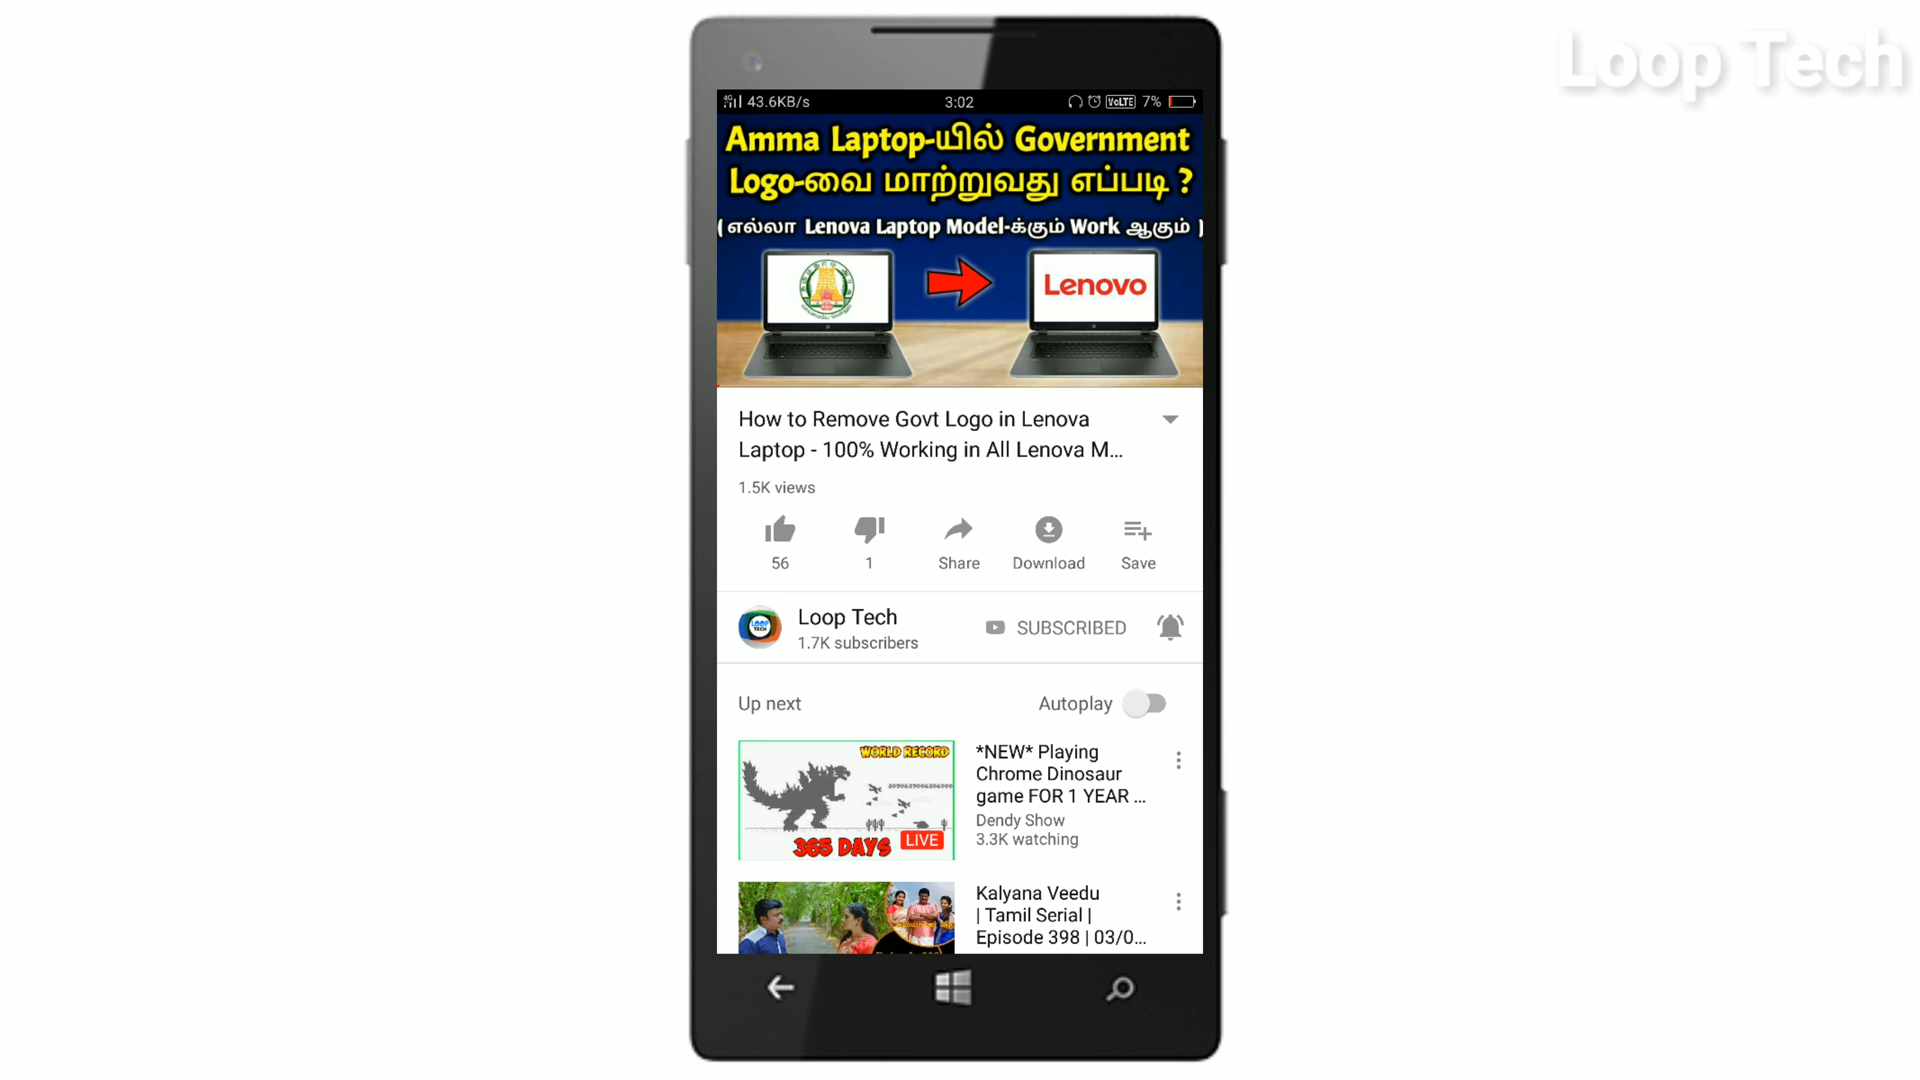 Loop Tech
4G 43.6KB/s 3:02 VoLTE 7%
Amma Laptop-யில் Government
Logo-வை மாற்றுவது எப்படி ?
( எல்லா Lenova Laptop Model-க்கும் Work ஆகும் )
Lenovo
How to Remove Govt Logo in Lenova
Laptop - 100% Working in All Lenova M...
1.5K views
56 1 Share Download Save
LOOP
TECH
Loop Tech
1.7K subscribers
SUBSCRIBED
Up next Autoplay
WORLD RECORD
365 DAYS LIVE
*NEW* Playing
Chrome Dinosaur
game FOR 1 YEAR ...
Dendy Show
3.3K watching
Kalyana Veedu
| Tamil Serial |
Episode 398 | 03/0...